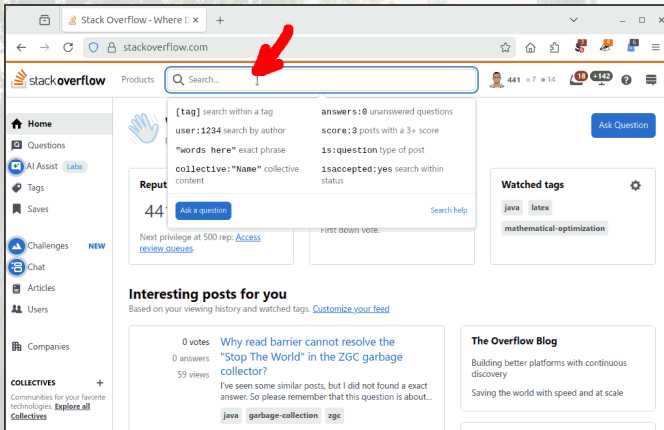 Stack Overflow - Where D
stackoverflow.com
3
6
stackoverflow
Products
Search...
441
7
14
18
+142
[tag] search within a tag
user:1234 search by author
"words here" exact phrase
collective:"Name" collective
content
answers:0 unanswered questions
score:3 posts with a 3+ score
is:question type of post
isaccepted:yes search within
status
Ask a question
Search help
Home
Questions
AI Assist Labs
Tags
Saves
Challenges NEW
Chat
Articles
Users
Companies
COLLECTIVES +
Communities for your favorite
technologies. Explore all
Collectives
Ask Question
Reput
441
Next privilege at 500 rep: Access
review queues.
First down vote.
Watched tags
java latex
mathematical-optimization
Interesting posts for you
Based on your viewing history and watched tags. Customize your feed
0 votes
0 answers
59 views
Why read barrier cannot resolve the
"Stop The World" in the ZGC garbage
collector?
I've seen some similar posts, but I did not found a exact
answer. So please remember that this question is about...
java garbage-collection zgc
The Overflow Blog
Building better platforms with continuous
discovery
Saving the world with speed and at scale